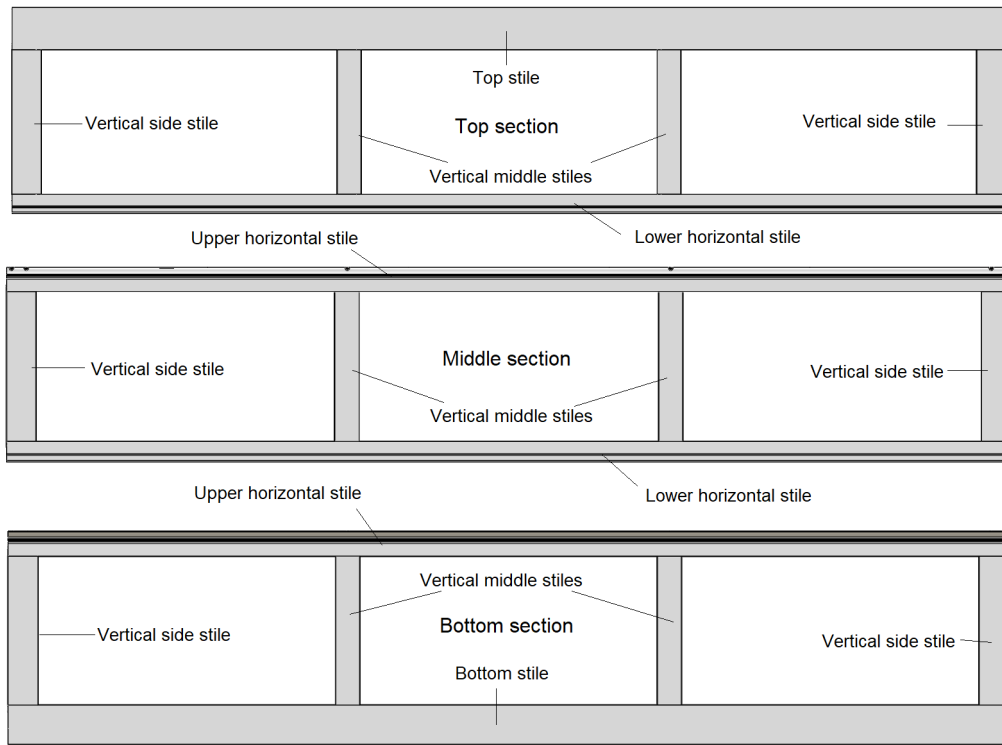 Top stile
Vertical side stile
Vertical side stile
Top section
Vertical middle stiles
Lower horizontal stile
Upper horizontal stile
Middle section
Vertical side stile
Vertical side stile
Vertical middle stiles
Lower horizontal stile
Upper horizontal stile
Vertical middle stiles
Bottom section
Vertical side stile
Vertical side stile
Bottom stile